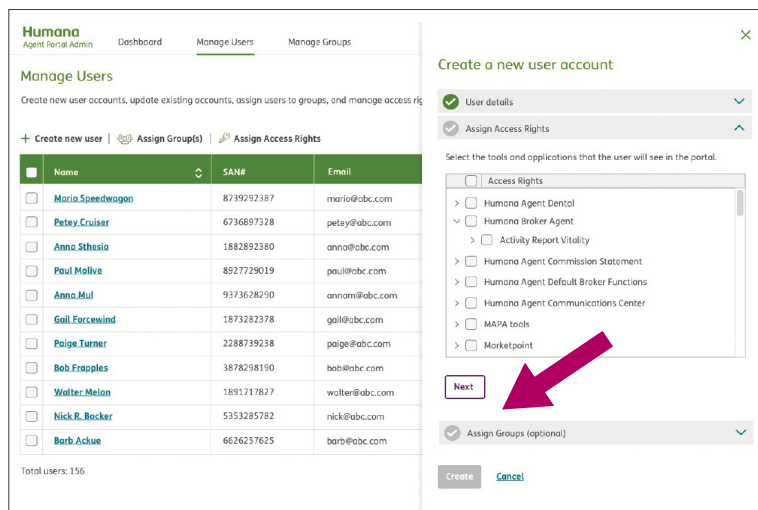 Humana
Agent Portal Admin
Dashboard
Manage Users
Manage Groups
Manage Users
Create new user accounts, update existing accounts, assign users to groups, and manage access rig
+ Create new user | Assign Group(s) | Assign Access Rights
Name SAN# Email
Mario Speedwagon 8739292387 mario@abc.com
Petey Cruiser 6736897328 petey@abc.com
Anna Sthesia 1882892380 anna@abc.com
Paul Molive 8927729019 paul@abc.com
Anna Mul 9373628290 annam@abc.com
Gail Forcewind 1873282378 gail@abc.com
Paige Turner 2288739238 paige@abc.com
Bob Frapples 3878298190 bob@abc.com
Walter Melon 1891717827 walter@abc.com
Nick R. Bocker 5353285782 nick@abc.com
Barb Ackue 6626257625 barb@abc.com
Total users: 156
Create a new user account
User details
Assign Access Rights
Select the tools and applications that the user will see in the portal.
Access Rights
Humana Agent Dental
Humana Broker Agent
Activity Report Vitality
Humana Agent Commission Statement
Humana Agent Default Broker Functions
Humana Agent Communications Center
MAPA tools
Marketpoint
Next
Assign Groups (optional)
Create
Cancel